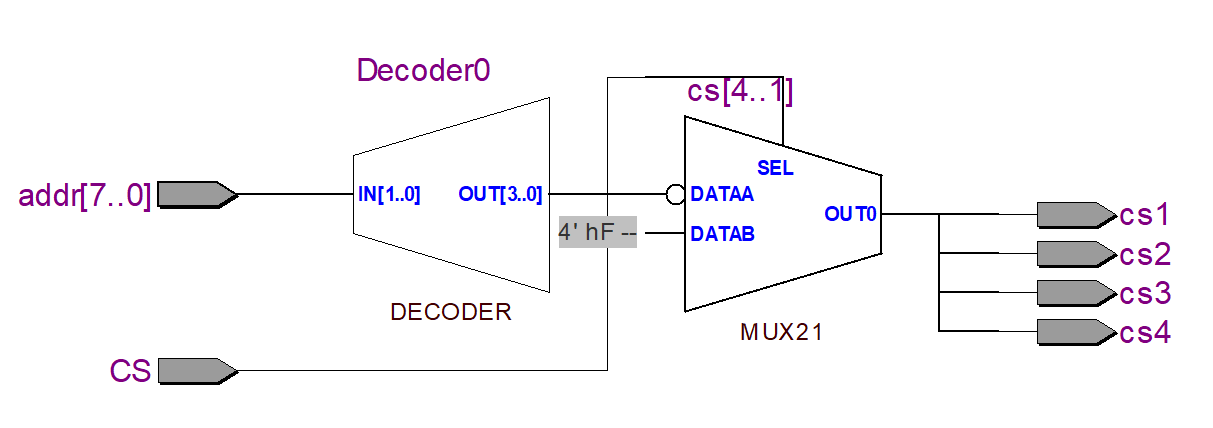 Decoder0
cs[4..1]
SEL
addr[7..0]
IN[1..0]
OUT[3..0]
DATAA
OUT0
cs1
4' hF --
DATAB
cs2
cs3
DECODER
MUX21
cs4
CS